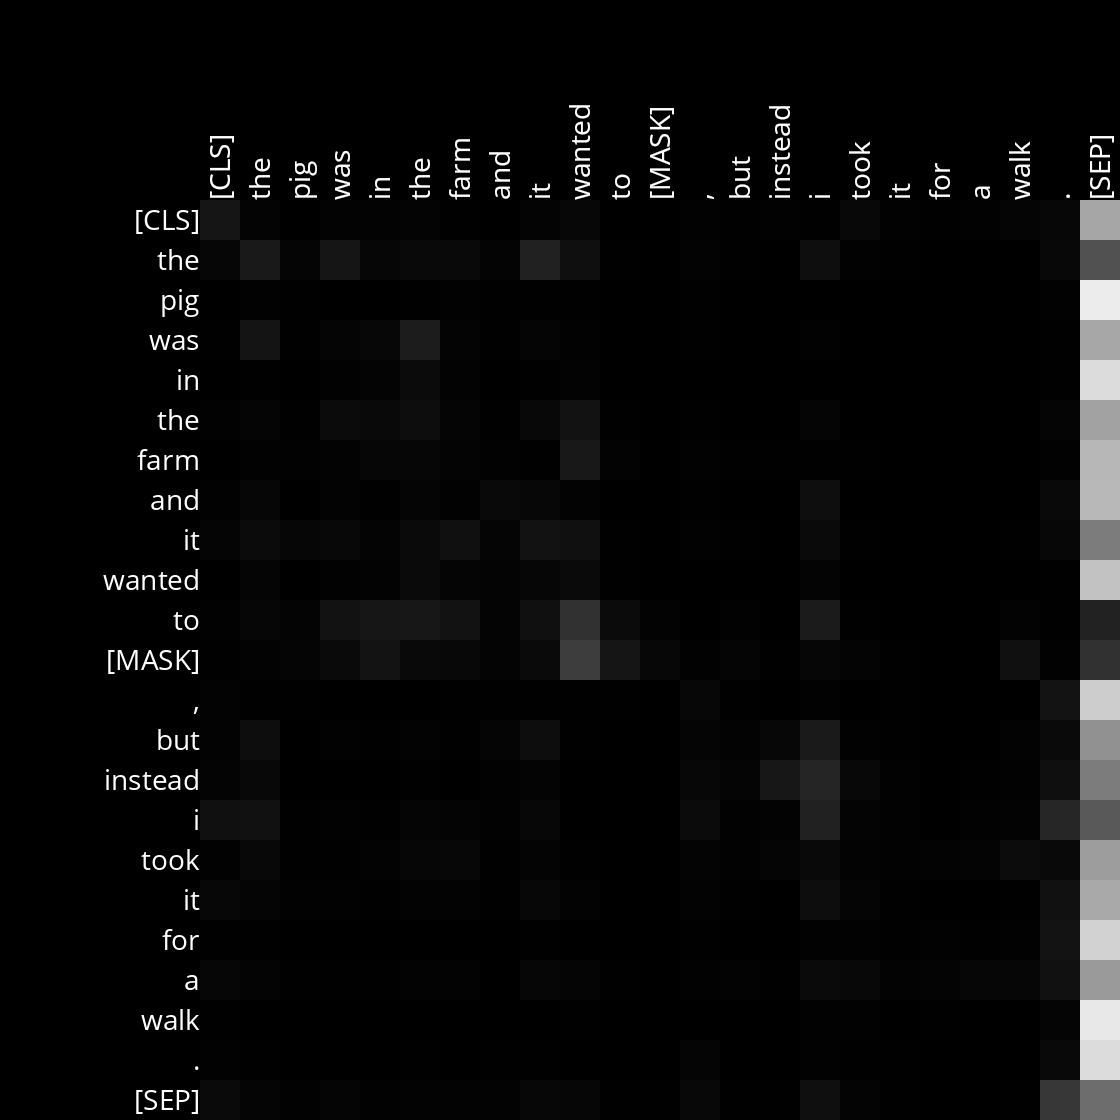 [CLS] the pig was in the farm and it wanted to [MASK] , but instead i took it for a walk . [SEP]
[CLS]
the
pig
was
in
the
farm
and
it
wanted
to
[MASK]
,
but
instead
i
took
it
for
a
walk
.
[SEP]